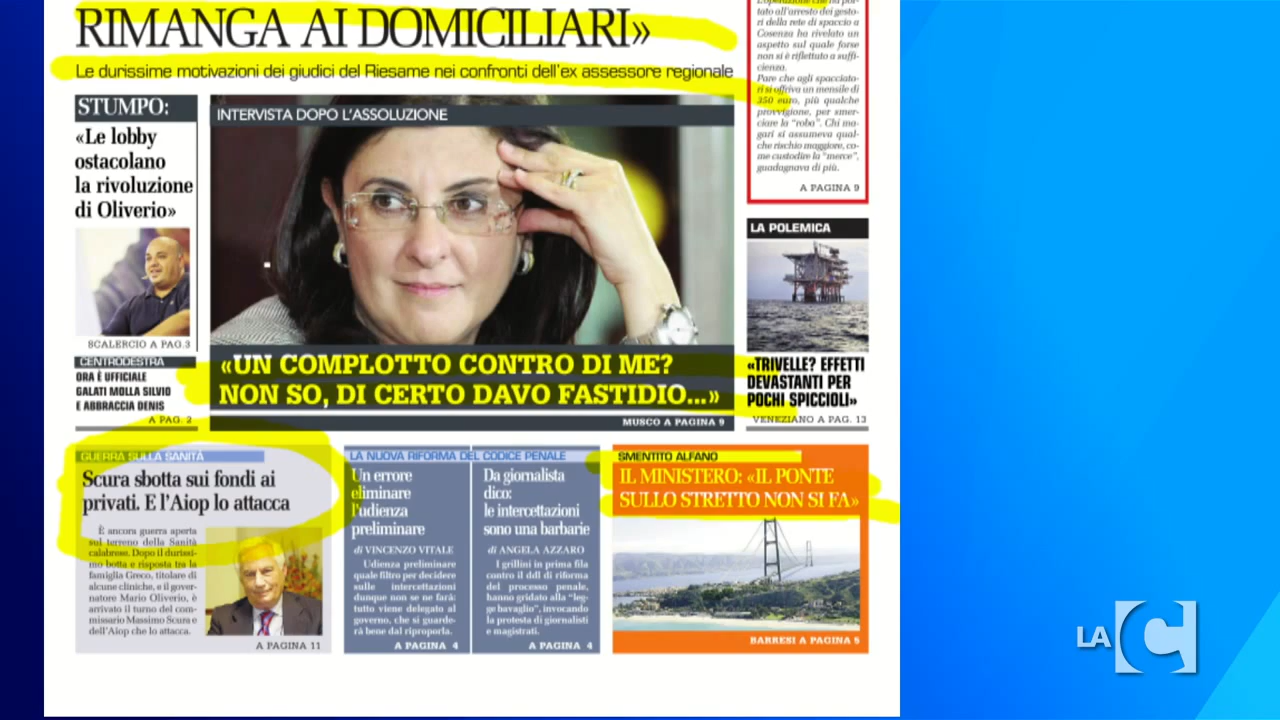 RIMANGA AI DOMICILIARI»
Le durissime motivazioni dei giudici del Riesame nei confronti dell'ex assessore regionale
STUMPO:
«Le lobby
ostacolano
la rivoluzione
di Oliverio»
SCALERCIO A PAG.3
CENTRODESTRA
ORA È UFFICIALE
GALATI MOLLA SILVIO
E ABBRACCIA DENIS
A PAG. 2
INTERVISTA DOPO L'ASSOLUZIONE
«UN COMPLOTTO CONTRO DI ME?
NON SO, DI CERTO DAVO FASTIDIO...»
MUSCO A PAGINA 9
L'operazione che ha por-
tato all'arresto dei gesto-
ri della rete di spaccio a
Cosenza ha rivelato un
aspetto sul quale forse
non si è riflettuto a suffi-
cienza.
Pare che agli spacciato-
ri si offriva un mensile di
350 euro, più qualche
provvigione, per smer-
ciare la "roba". Chi ma-
gari si assumeva qual-
che rischio maggiore, co-
me custodire la "merce",
guadagnava di più.
A PAGINA 9
LA POLEMICA
«TRIVELLE? EFFETTI
DEVASTANTI PER
POCHI SPICCIOLI»
VENEZIANO A PAG. 13
GUERRA SULLA SANITÀ
Scura sbotta sui fondi ai
privati. E l'Aiop lo attacca
È ancora guerra aperta
sul terreno della Sanità
calabrese. Dopo il durissi-
mo botta e risposta tra la
famiglia Greco, titolare di
alcune cliniche, e il gover-
natore Mario Oliverio, è
arrivato il turno del com-
missario Massimo Scura e
dell'Aiop che lo attacca.
A PAGINA 11
LA NUOVA RIFORMA DEL CODICE PENALE
Un errore
eliminare
l'udienza
preliminare
di VINCENZO VITALE
Udienza preliminare
quale filtro per decidere
sulle intercettazioni
dunque non se ne farà:
tutto viene delegato al
governo, che si guarde-
rà bene dal riproporla.
A PAGINA 4
Da giornalista
dico:
le intercettazioni
sono una barbarie
di ANGELA AZZARO
I grillini in prima fila
contro il ddl di riforma
del processo penale,
hanno gridato alla "leg-
ge bavaglio", invocando
la protesta di giornalisti
e magistrati.
A PAGINA 4
SMENTITO ALFANO
IL MINISTERO: «IL PONTE
SULLO STRETTO NON SI FA»
BARRESI A PAGINA 5
LA C